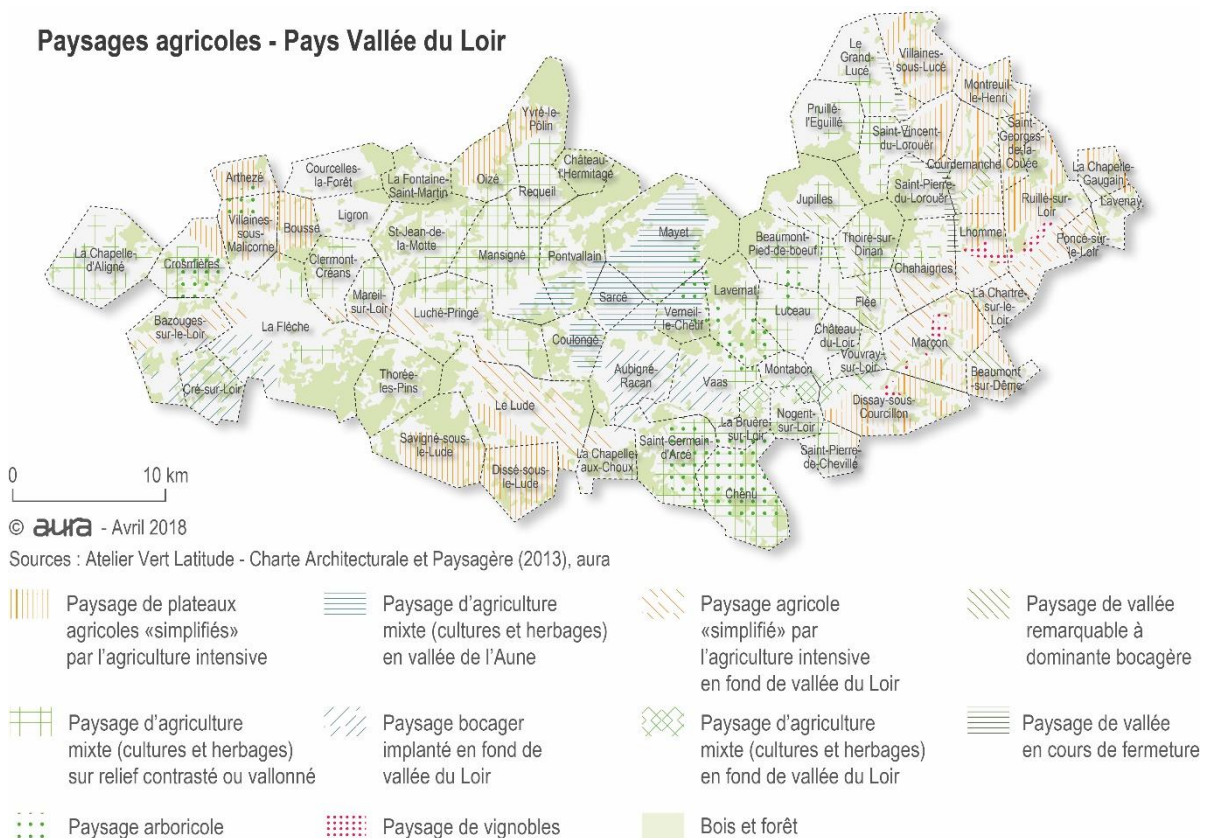 Paysages agricoles - Pays Vallée du Loir
Le
Grand-
Lucé
Villaines-
sous-Lucé
Montreuil-
le-Henri
Pruillé-
l'Eguillé
Saint-Vincent-
du-Lorouër
Saint-
Georges-
de-la-
Couée
Courdemanche
La Chapelle-
Gaugain
Lavenay
Yvré-le-
Pôlin
Château-
l'Hermitage
Oizé
Requeil
Courcelles-
la-Forêt
La Fontaine-
Saint-Martin
Arthezé
Ligron
Villaines-
sous-
Malicorne
Bousse
St-Jean-de-
la-Motte
Mansigné
Pontvallain
Mayet
Jupilles
Saint-Pierre-
du-Lorouër
Ruillé-sur-
Loir
Lhomme
Poncé-sur-
le-Loir
Beaumont-
Pied-de-boeuf
Thoiré-sur-
Dinan
Chahaignes
La Chapelle-
d'Aligné
Crosmières
Clermont-
Créans
Mareil-
sur-Loir
Luché-Pringé
Sarcé
Verneil-
le-Chétif
Lavernat
Luceau
Flée
La Chartre-
sur-le-
Loir
Bazouges-
sur-le-Loir
La Flèche
Coulongé
Château-
du-Loir
Vouvray-
sur-Loir
Marçon
Cré-sur-Loir
Thorée-
les-Pins
Aubigné-
Racan
Vaas
Montabon
Beaumont
-sur-Dême
Le Lude
Dissay-sous-
Courcillon
La Bruère-
sur-Loir
Nogent-
sur-Loir
Savigné-sous-
le-Lude
Dissé-sous-
le-Lude
La Chapelle-
aux-Choux
Saint-Germain
d'Arcé
Saint-Pierre-
de-Chevillé
Chenu
0 10 km
© aura - Avril 2018
Sources : Atelier Vert Latitude - Charte Architecturale et Paysagère (2013), aura
Paysage de plateaux
agricoles «simplifiés»
par l'agriculture intensive
Paysage d'agriculture
mixte (cultures et herbages)
en vallée de l'Aune
Paysage agricole
«simplifié» par
l'agriculture intensive
en fond de vallée du Loir
Paysage de vallée
remarquable à
dominante bocagère
Paysage d'agriculture
mixte (cultures et herbages)
sur relief contrasté ou vallonné
Paysage bocager
implanté en fond de
vallée du Loir
Paysage d'agriculture
mixte (cultures et herbages)
en fond de vallée du Loir
Paysage de vallée
en cours de fermeture
Paysage arboricole
Paysage de vignobles
Bois et forêt